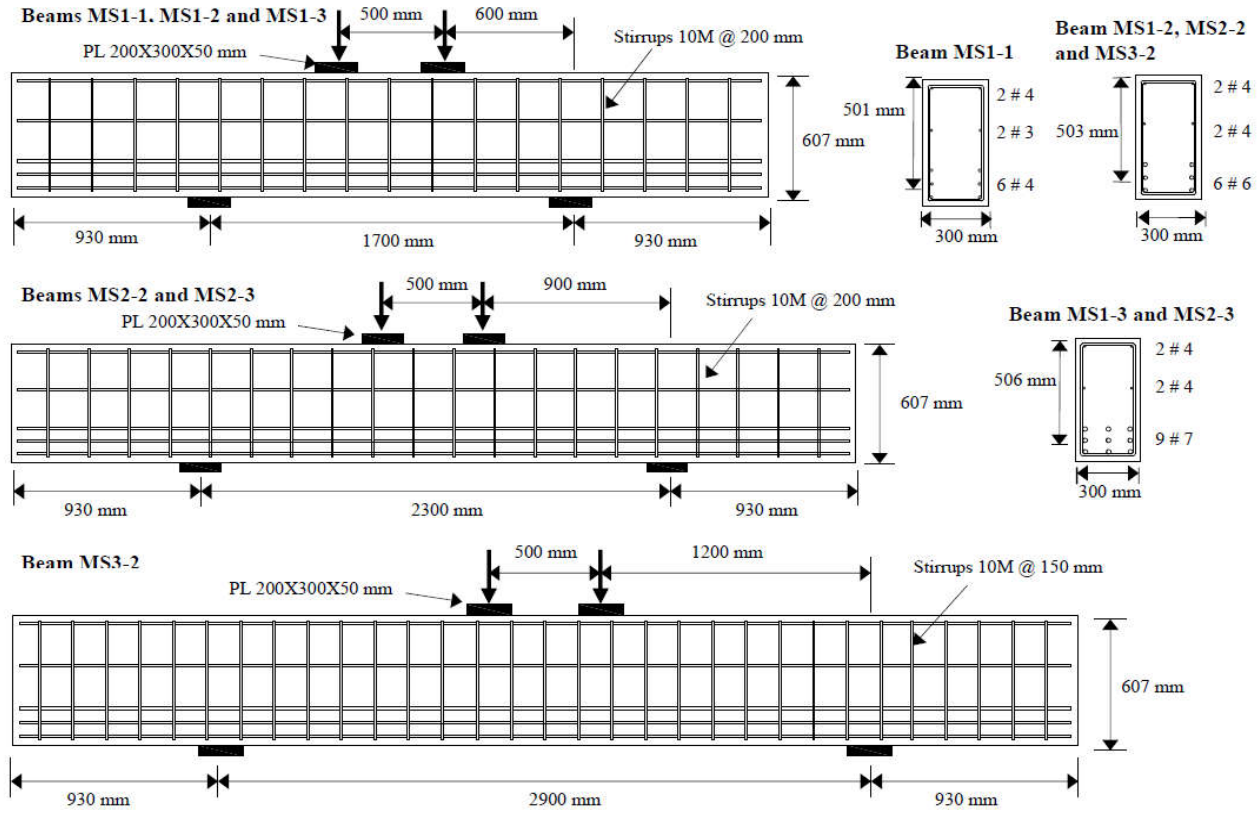 Beams MS1-1, MS1-2 and MS1-3
500 mm
600 mm
PL 200X300X50 mm
Stirrups 10M @ 200 mm
607 mm
930 mm
1700 mm
930 mm
Beam MS1-1
501 mm
2 # 4
2 # 3
6 # 4
300 mm
Beam MS1-2, MS2-2
and MS3-2
503 mm
2 # 4
2 # 4
6 # 6
300 mm
Beams MS2-2 and MS2-3
500 mm
900 mm
PL 200X300X50 mm
Stirrups 10M @ 200 mm
607 mm
930 mm
2300 mm
930 mm
Beam MS1-3 and MS2-3
506 mm
2 # 4
2 # 4
9 # 7
300 mm
Beam MS3-2
500 mm
1200 mm
PL 200X300X50 mm
Stirrups 10M @ 150 mm
607 mm
930 mm
2900 mm
930 mm